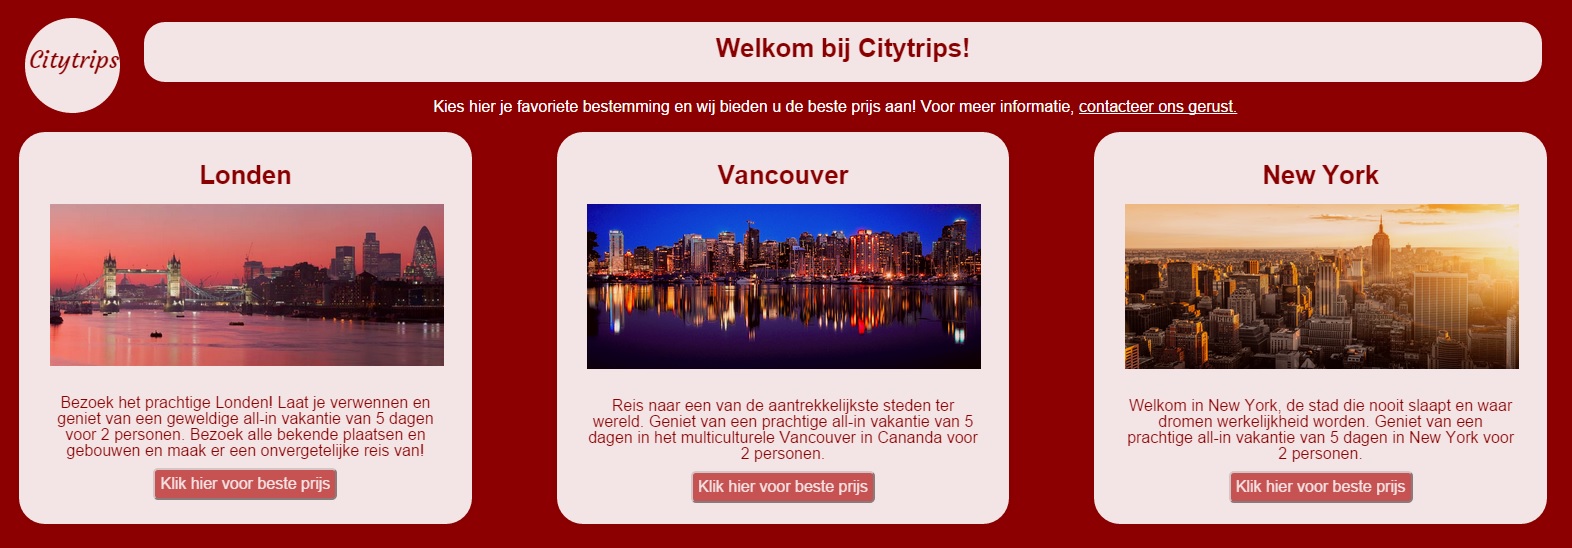 Citytrips
Welkom bij Citytrips!
Kies hier je favoriete bestemming en wij bieden u de beste prijs aan! Voor meer informatie, contacteer ons gerust.
Londen
Bezoek het prachtige Londen! Laat je verwennen en
geniet van een geweldige all-in vakantie van 5 dagen
voor 2 personen. Bezoek alle bekende plaatsen en
gebouwen en maak er een onvergetelijke reis van!
Klik hier voor beste prijs
Vancouver
Reis naar een van de aantrekkelijkste steden ter
wereld. Geniet van een prachtige all-in vakantie van 5
dagen in het multiculturele Vancouver in Cananda voor
2 personen.
Klik hier voor beste prijs
New York
Welkom in New York, de stad die nooit slaapt en waar
dromen werkelijkheid worden. Geniet van een
prachtige all-in vakantie van 5 dagen in New York voor
2 personen.
Klik hier voor beste prijs